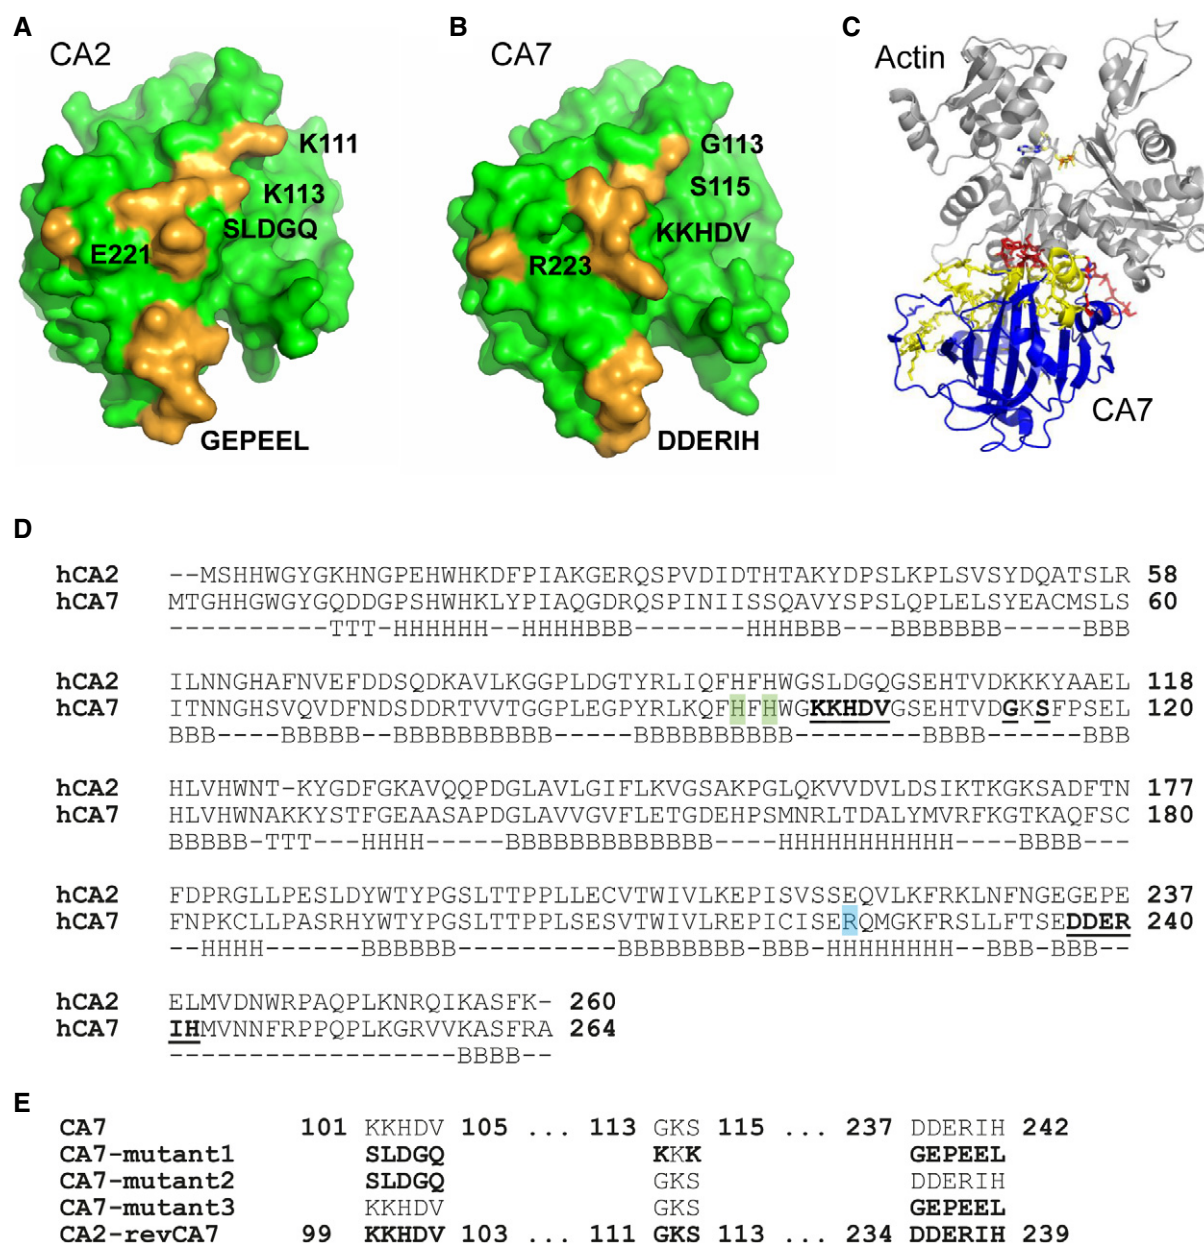 A
CA2
K111
K113
SLDGQ
E221
GEPEEL
B
CA7
G113
S115
KKHDV
R223
DDERIH
C
Actin
CA7
D
hCA2 --MSHHWGYGKHNGPEHWHKDFPIAKGERQSPVDIDTHTAKYDPSLKPLSVSYDQATSLR 58
hCA7 MTGHHGWGYGQDDGPSHWHKLYPIAQGDRQSPINIISSQAVYSPSLQPLELSYEACMSLS 60
----------TTT-HHHHHH--HHHHBBB-------HHHBBB---BBBBBBB-----BBB
hCA2 ILNNGHAFNVEFDDSQDKAVLKGGPLDGTYRLIQFHFHWGSLDGQGSEHTVDKKKYAAEL 118
hCA7 ITNNGHSVQVDFNDSDDRTVVTGGPLEGPYRLKQFHFHWGKKHDVGSEHTVDGKSFPSEL 120
BBB----BBBBBB----BBBBB-----BBBBBBBBBBBB--------BBBB------BBB
hCA2 HLVHWNT-KYGDFGKAVQQPDGLAVLGIFLKVGSAKPGLQKVVDVLDSIKTKGKSADFTN 177
hCA7 HLVHWNAKKYSTFGEAASAPDGLAVVGVFLETGDEHPSMNRLTDALYMVRFKGTKAQFSC 180
BBBBB-TTT---HHHH-----BBBBBBBBBBBBB----HHHHHHHHHHH-----BBB---
hCA2 FDPRGLLPESLDYWTYPGSLTTPPLLECVTWIVLKEPISVSSEQVLKFRKLNFNGEGEPE 237
hCA7 FNPKCLLPASRHYWTYPGSLTTPPLSESVTWIVLREPICISERQMGKFRSLLFTSEDDER 240
--HHHH------BBBBBB-------BBBBBBBBBB-BBB-HHHHHHHHH--BBB-BBB--
hCA2 ELMVDNWRPAQPLKNRQIKASFK- 260
hCA7 IHMVNNFRPPQPLKGRVVKASFRA 264
------------------BBBB--
E
CA7 101 KKHDV 105 ... 113 GKS 115 ... 237 DDERIH 242
CA7-mutant1 SLDGQ KKK GEPEEL
CA7-mutant2 SLDGQ GKS DDERIH
CA7-mutant3 KKHDV GKS GEPEEL
CA2-revCA7 99 KKHDV 103 ... 111 GKS 113 ... 234 DDERIH 239